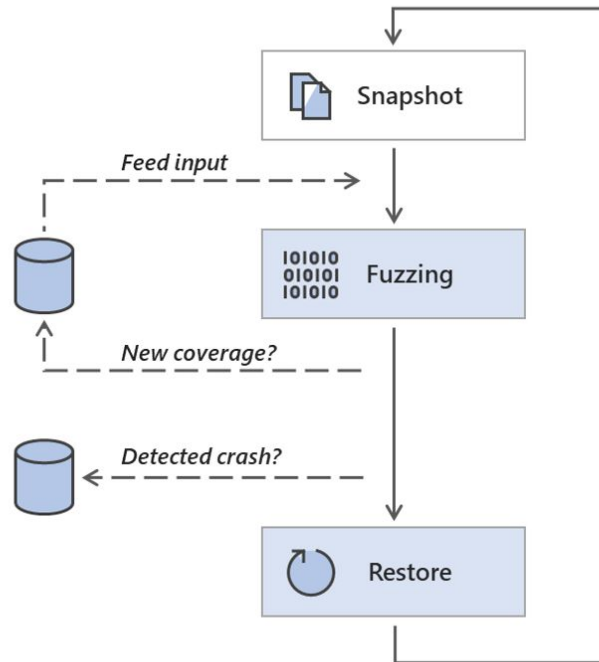 Snapshot
Feed input
101010
010101
101010
Fuzzing
New coverage?
Detected crash?
Restore